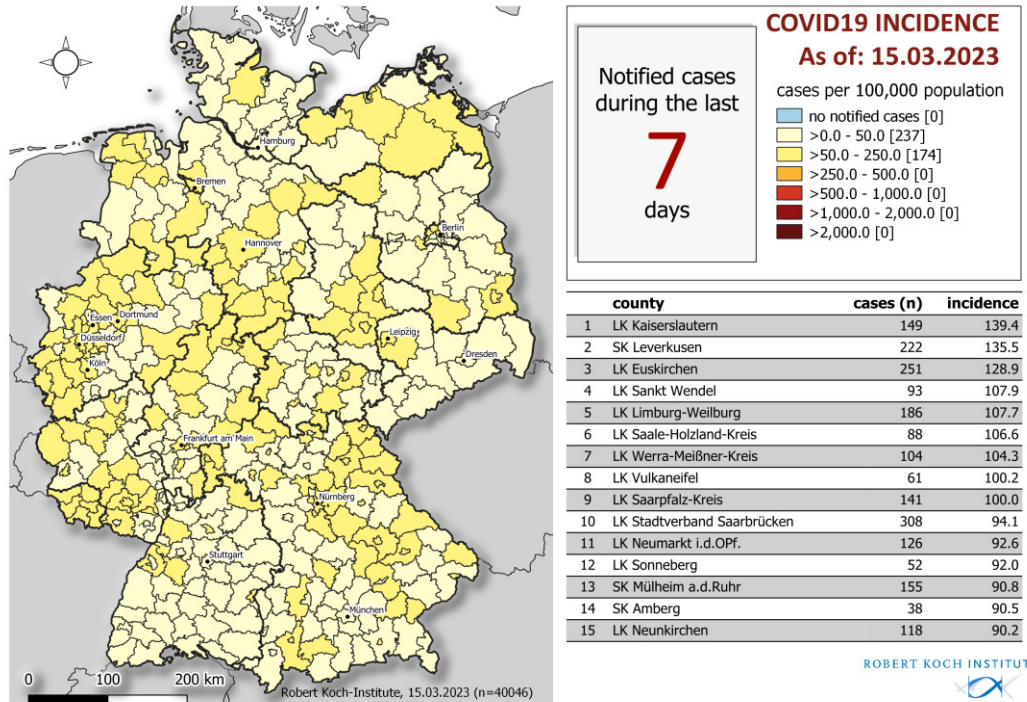 Hamburg
Bremen
Berlin
Hannover
Essen
Dortmund
Düsseldorf
Köln
Leipzig
Dresden
Frankfurt am Main
Nürnberg
Stuttgart
München
0 100 200 km
Robert Koch-Institute, 15.03.2023 (n=40046)
Notified cases
during the last
7
days
COVID19 INCIDENCE
As of: 15.03.2023
cases per 100,000 population
no notified cases [0]
>0.0 - 50.0 [237]
>50.0 - 250.0 [174]
>250.0 - 500.0 [0]
>500.0 - 1,000.0 [0]
>1,000.0 - 2,000.0 [0]
>2,000.0 [0]
county cases (n) incidence
1 LK Kaiserslautern 149 139.4
2 SK Leverkusen 222 135.5
3 LK Euskirchen 251 128.9
4 LK Sankt Wendel 93 107.9
5 LK Limburg-Weilburg 186 107.7
6 LK Saale-Holzland-Kreis 88 106.6
7 LK Werra-Meißner-Kreis 104 104.3
8 LK Vulkaneifel 61 100.2
9 LK Saarpfalz-Kreis 141 100.0
10 LK Stadtverband Saarbrücken 308 94.1
11 LK Neumarkt i.d.OPf. 126 92.6
12 LK Sonneberg 52 92.0
13 SK Mülheim a.d.Ruhr 155 90.8
14 SK Amberg 38 90.5
15 LK Neunkirchen 118 90.2
ROBERT KOCH INSTITUT